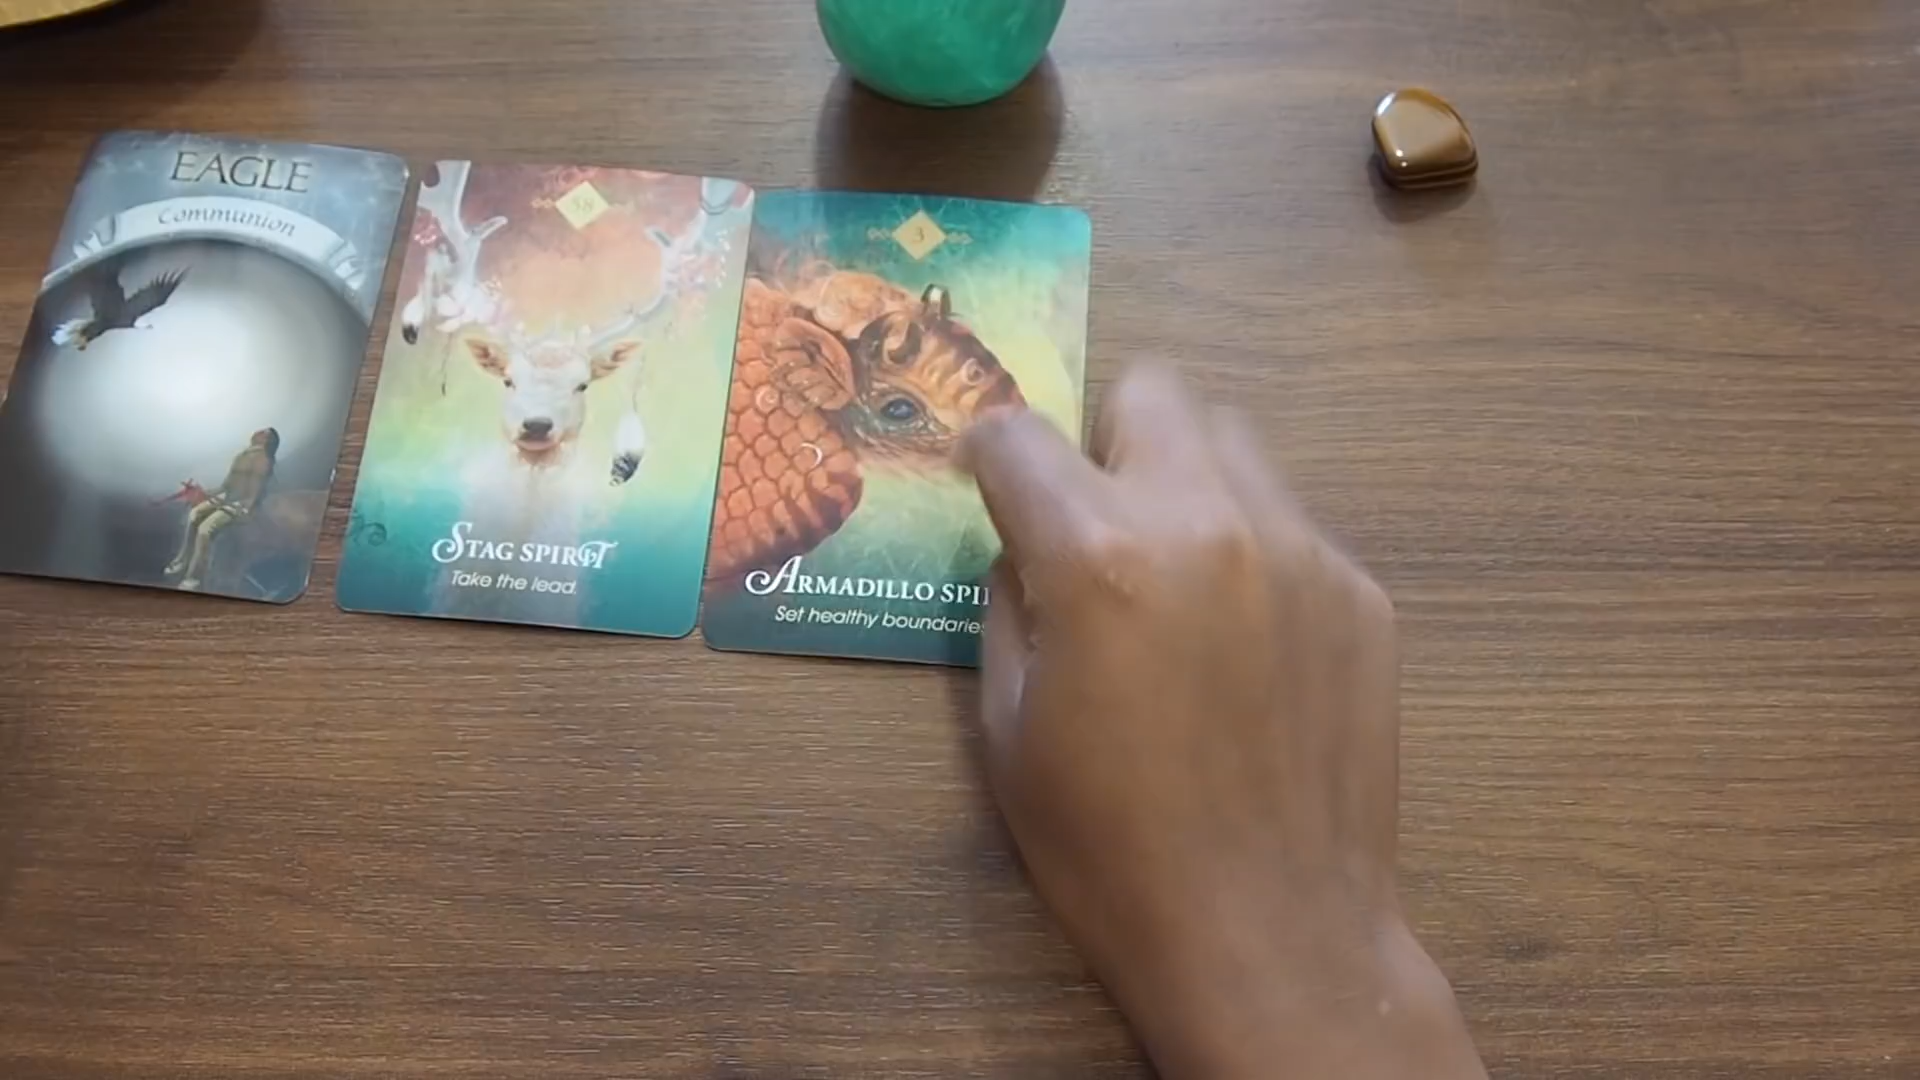 EAGLE
Communion
58
STAG SPIRIT
Take the lead.
3
ARMADILLO SPI
Set healthy boundaries